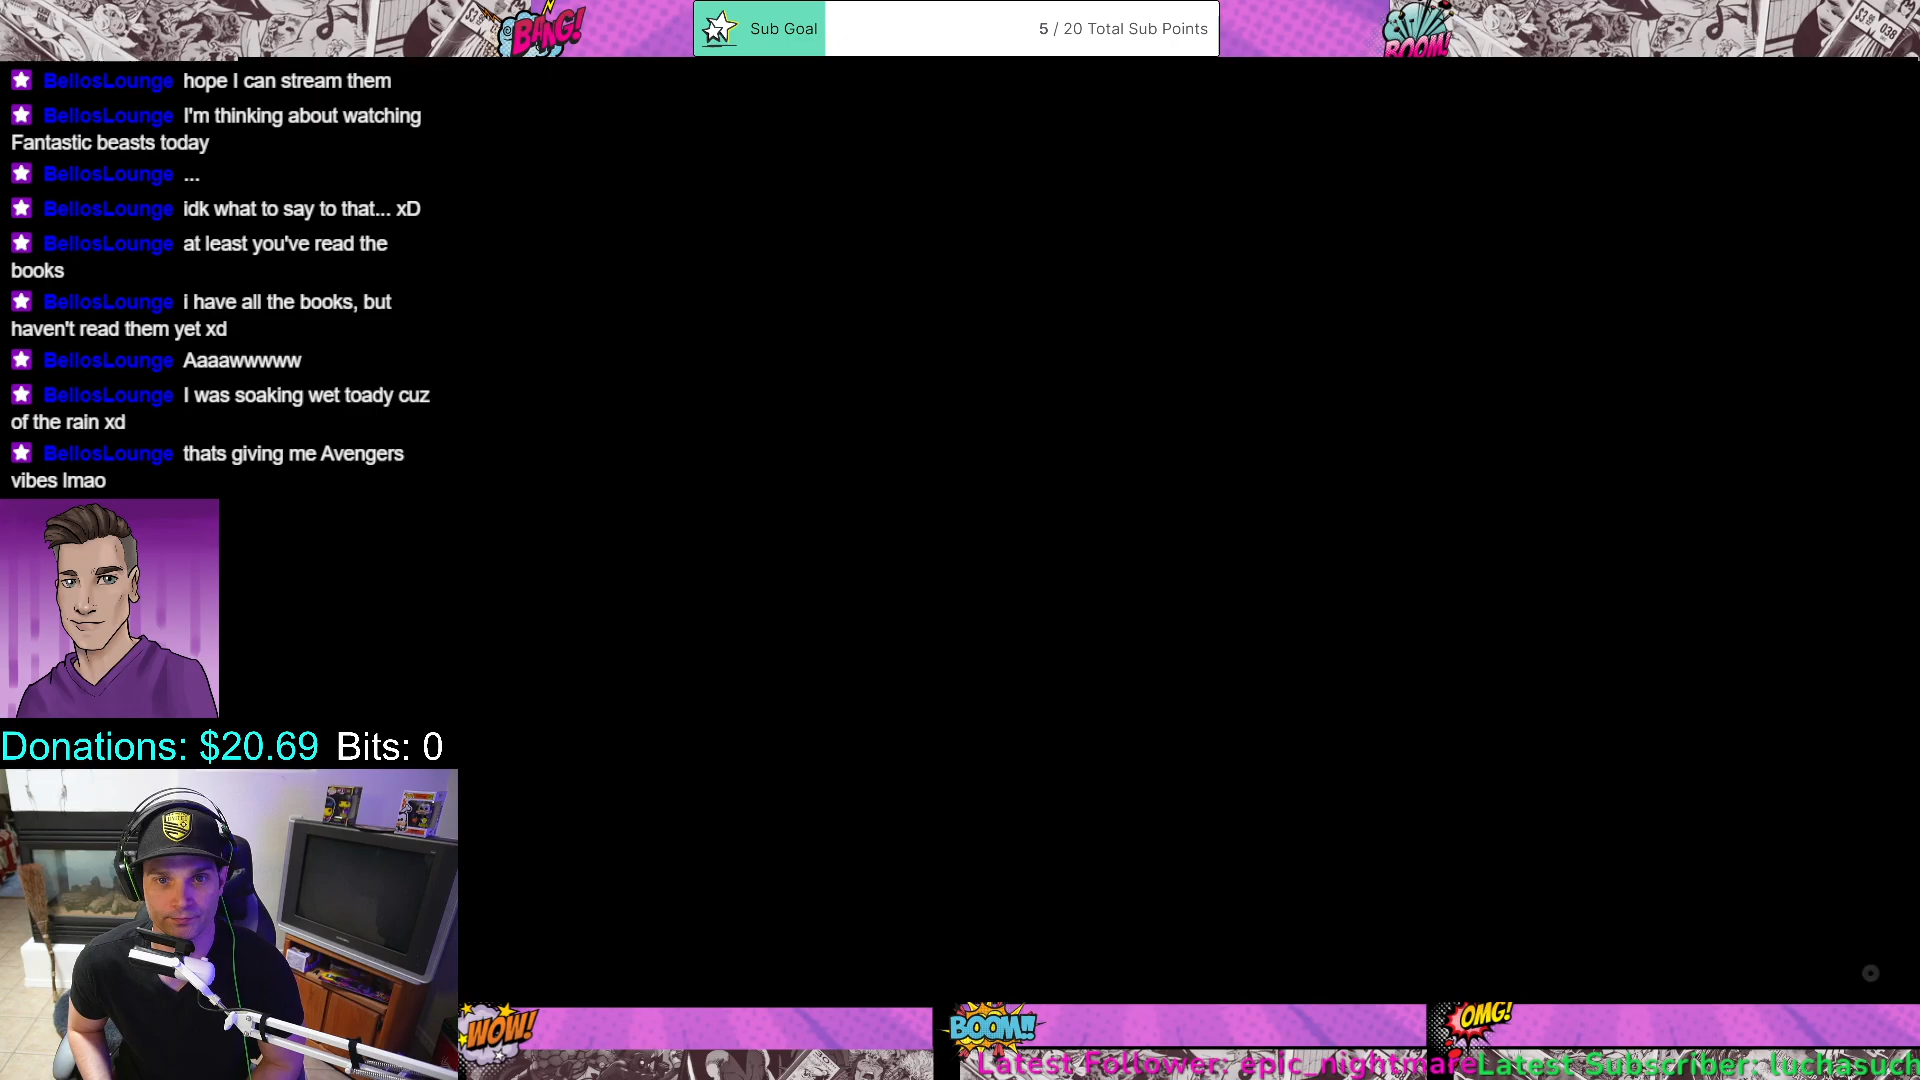 BANG!
Sub Goal
5 / 20 Total Sub Points
BOOM!
BellosLounge hope I can stream them
BellosLounge I'm thinking about watching
Fantastic beasts today
BellosLounge ...
BellosLounge idk what to say to that... xD
BellosLounge at least you've read the
books
BellosLounge i have all the books, but
haven't read them yet xd
BellosLounge Aaaawwwww
BellosLounge I was soaking wet toady cuz
of the rain xd
BellosLounge thats giving me Avengers
vibes lmao
Donations: $20.69 Bits: 0
WOW!
BOOM!!
OMG!
Latest Follower: epic_nightmare
Latest Subscriber: luchasuch